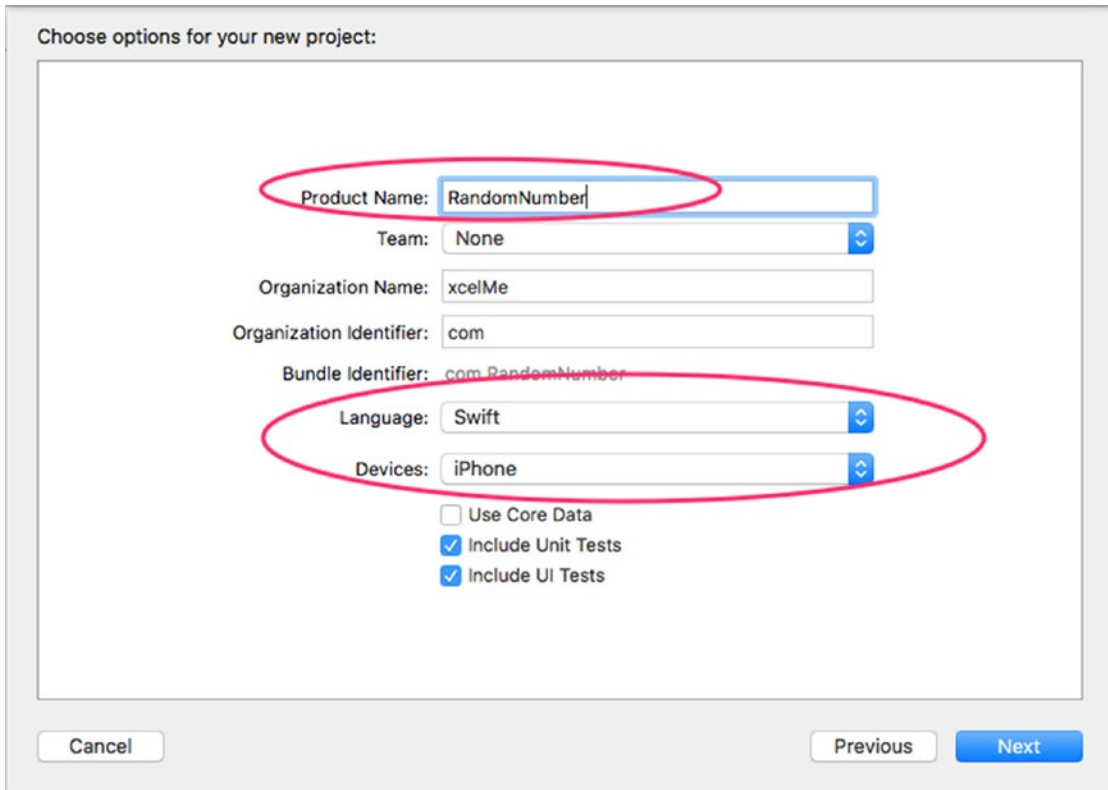 Choose options for your new project:
Product Name: RandomNumber
Team: None
Organization Name: xcelMe
Organization Identifier: com
Bundle Identifier: com.RandomNumber
Language: Swift
Devices: iPhone
Use Core Data
Include Unit Tests
Include UI Tests
Cancel Previous Next